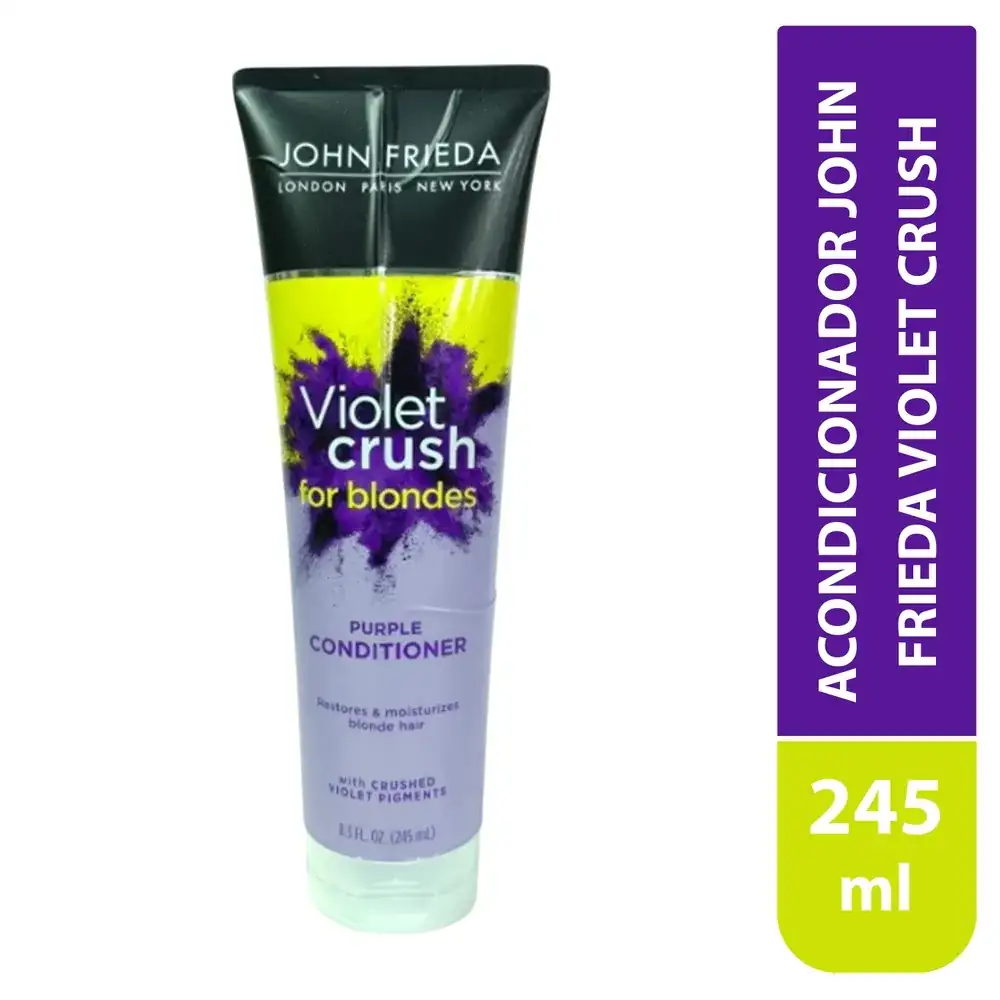 JOHN FRIEDA
LONDON PARIS NEW YORK
Violet
crush
for blondes
PURPLE
CONDITIONER
Restores & moisturizes
blonde hair
with CRUSHED
VIOLET PIGMENTS
8.3 FL. OZ. (245 mL)
ACONDICIONADOR JOHN
FRIEDA VIOLET CRUSH
245
ml